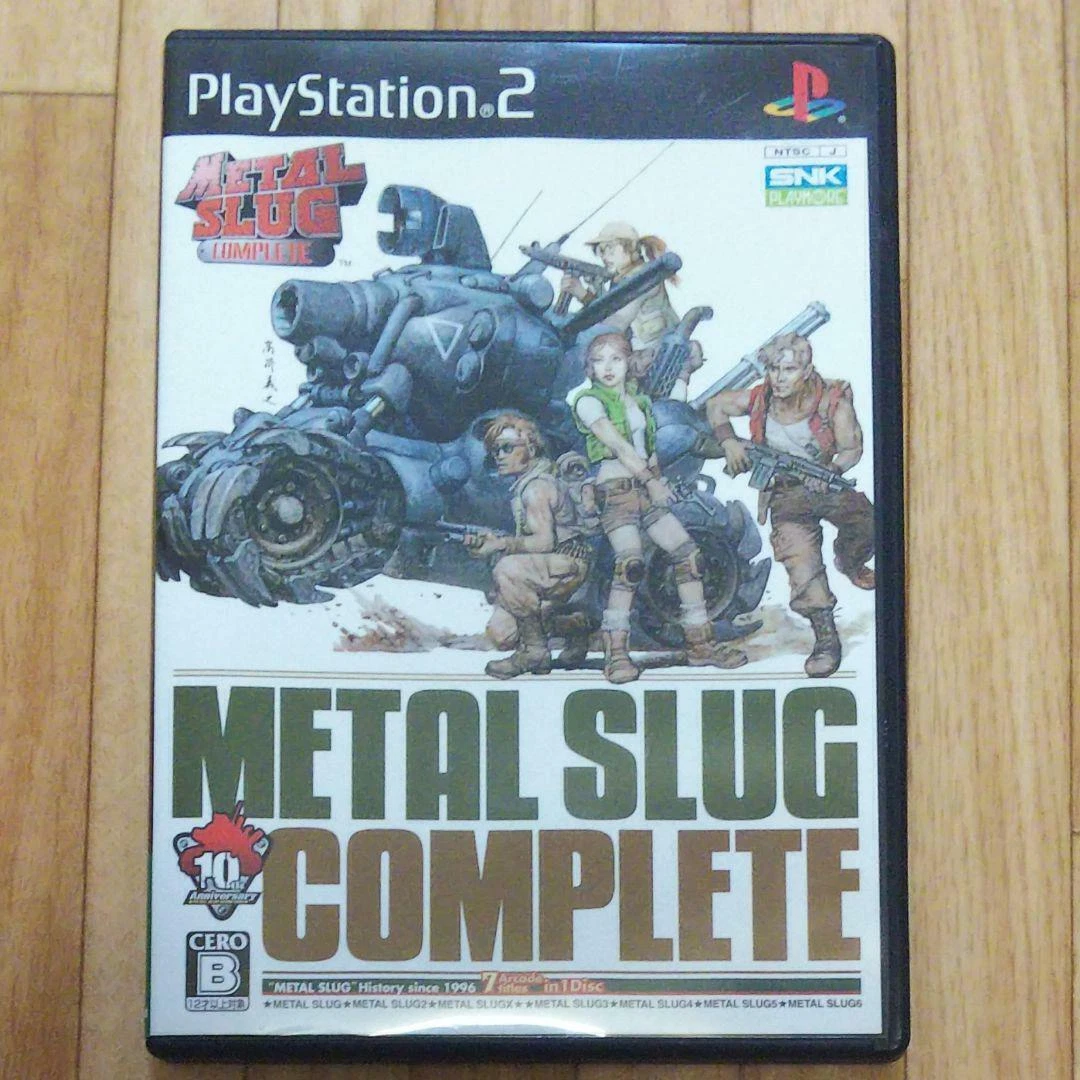 PlayStation®2
NTSC J
SNK
PLAYMORE
METAL
SLUG
COMPLETE
TM
METAL SLUG
COMPLETE
10th
Anniversary
CERO
B
12才以上対象
"METAL SLUG" History since 1996 7 Arcade titles in 1Disc
★METAL SLUG★METAL SLUG2★METAL SLUGX★★METAL SLUG3★METAL SLUG4★METAL SLUG5★METAL SLUG6